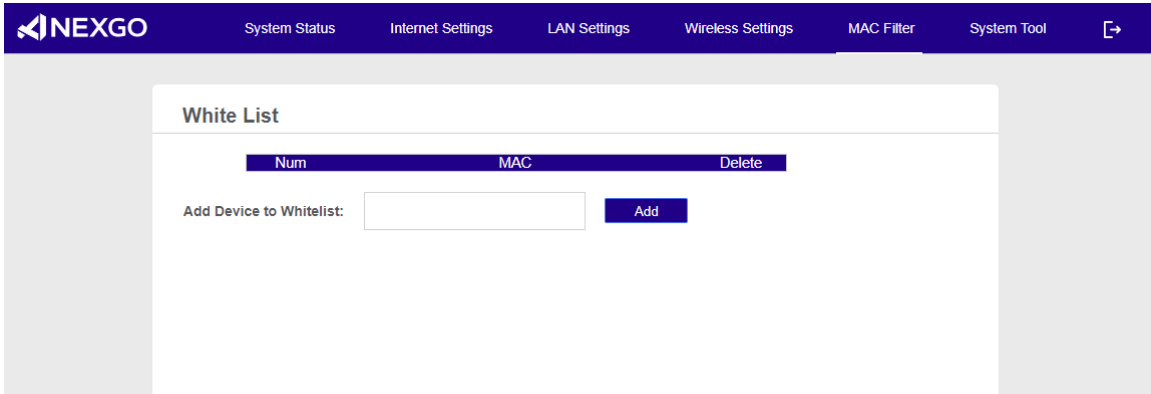 NEXGO System Status Internet Settings LAN Settings Wireless Settings MAC Filter System Tool
White List
Num MAC Delete
Add Device to Whitelist: Add